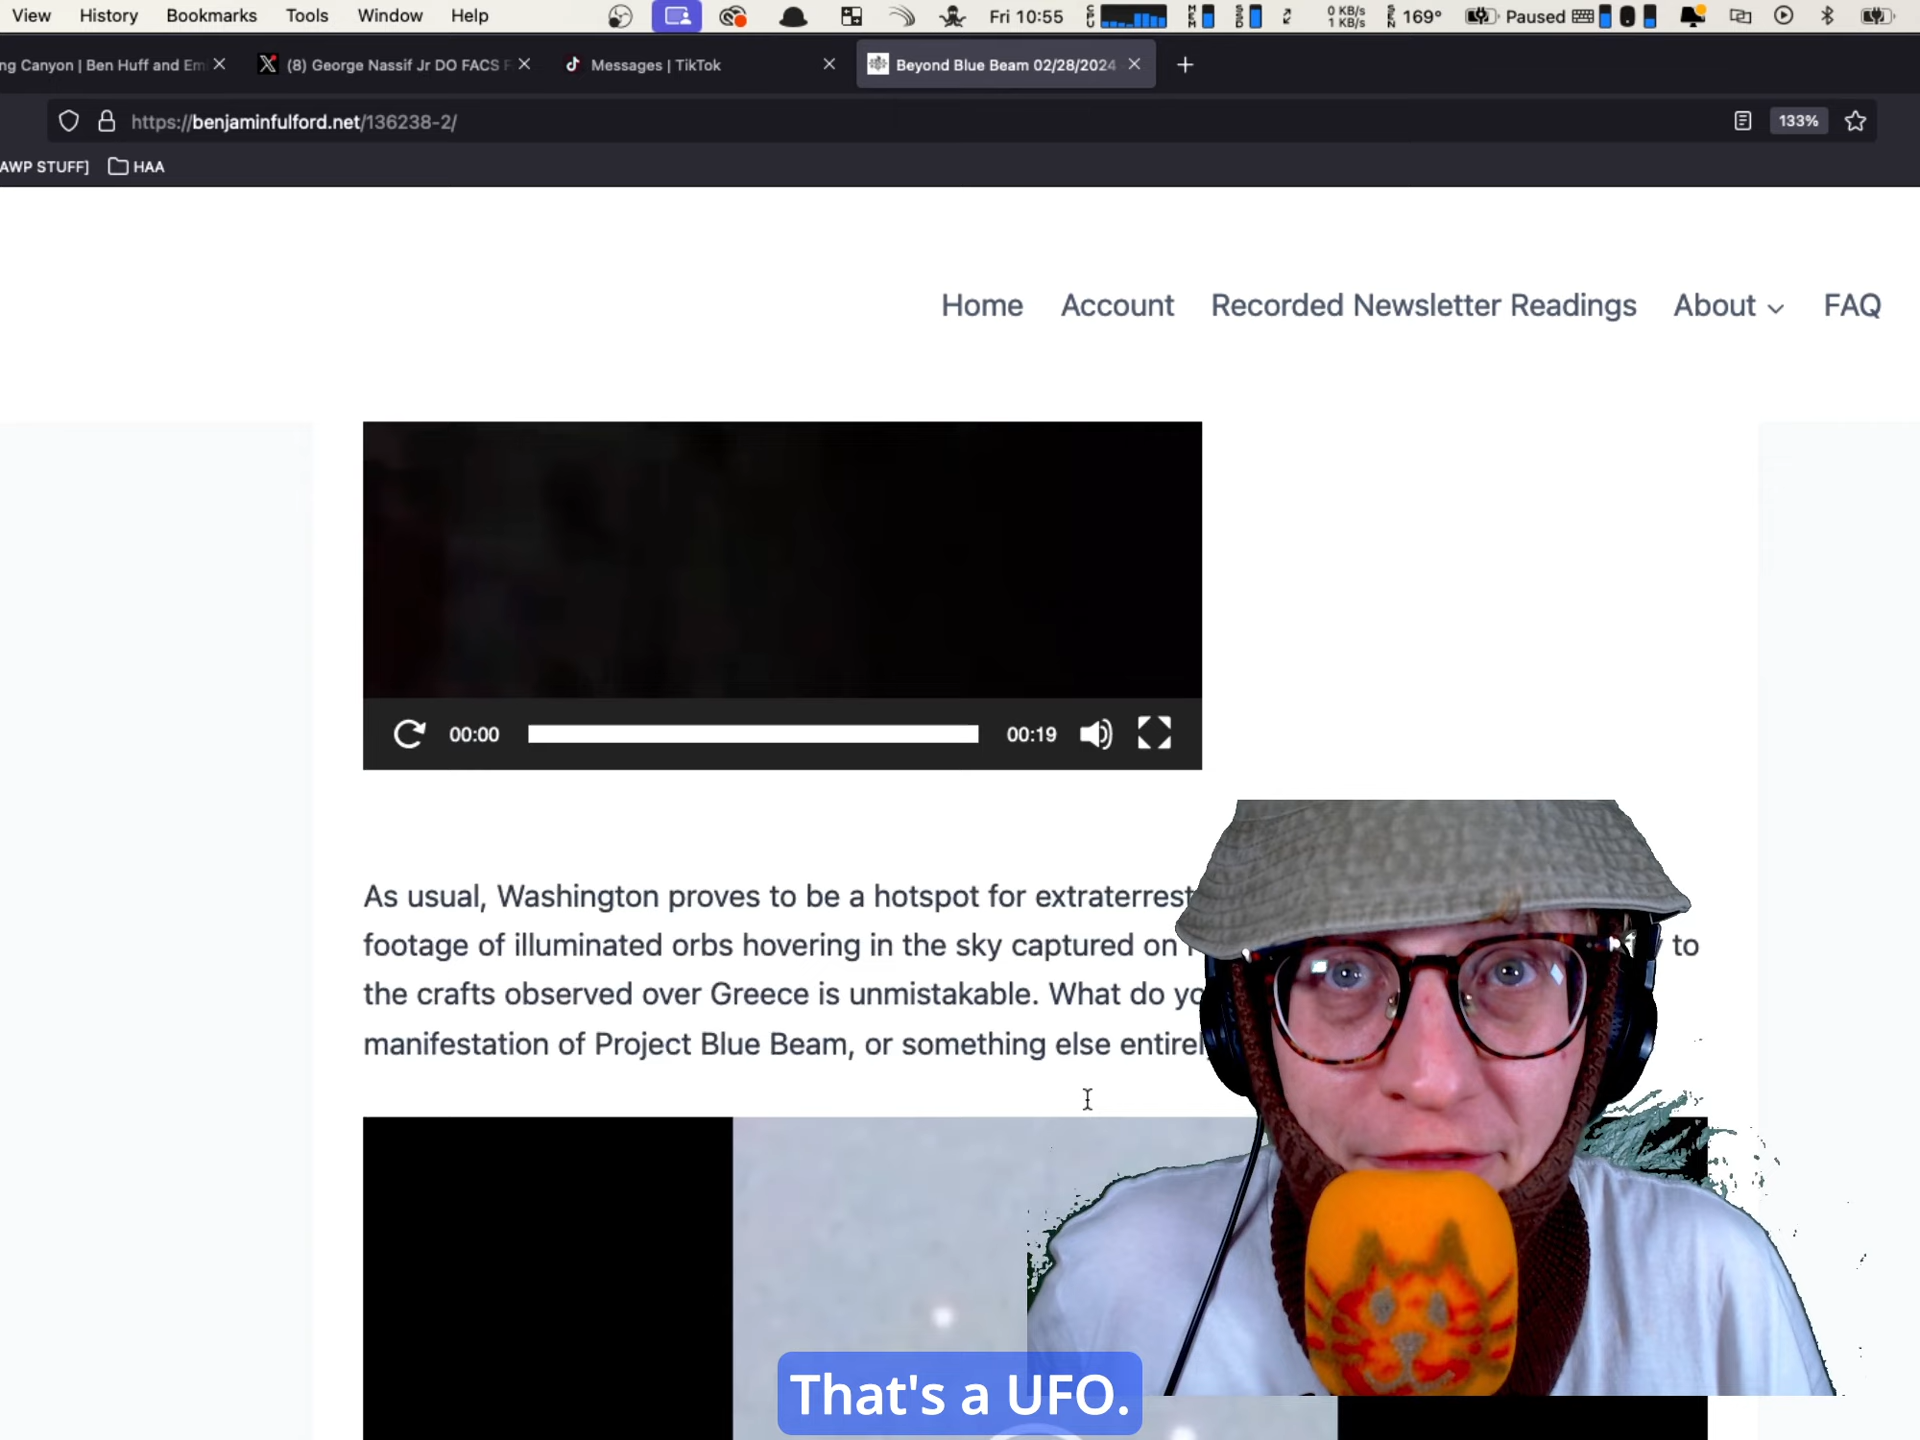 View History Bookmarks Tools Window Help Fri 10:55 0 KB/s 1 KB/s 169° Paused
ng Canyon | Ben Huff and Em (8) George Nassif Jr DO FACS F Messages | TikTok Beyond Blue Beam 02/28/2024
https://benjaminfulford.net/136238-2/ 133%
AWP STUFF] HAA
Home Account Recorded Newsletter Readings About FAQ
00:00 00:19
As usual, Washington proves to be a hotspot for extraterrest
footage of illuminated orbs hovering in the sky captured on to
the crafts observed over Greece is unmistakable. What do yo
manifestation of Project Blue Beam, or something else entirel
That's a UFO.